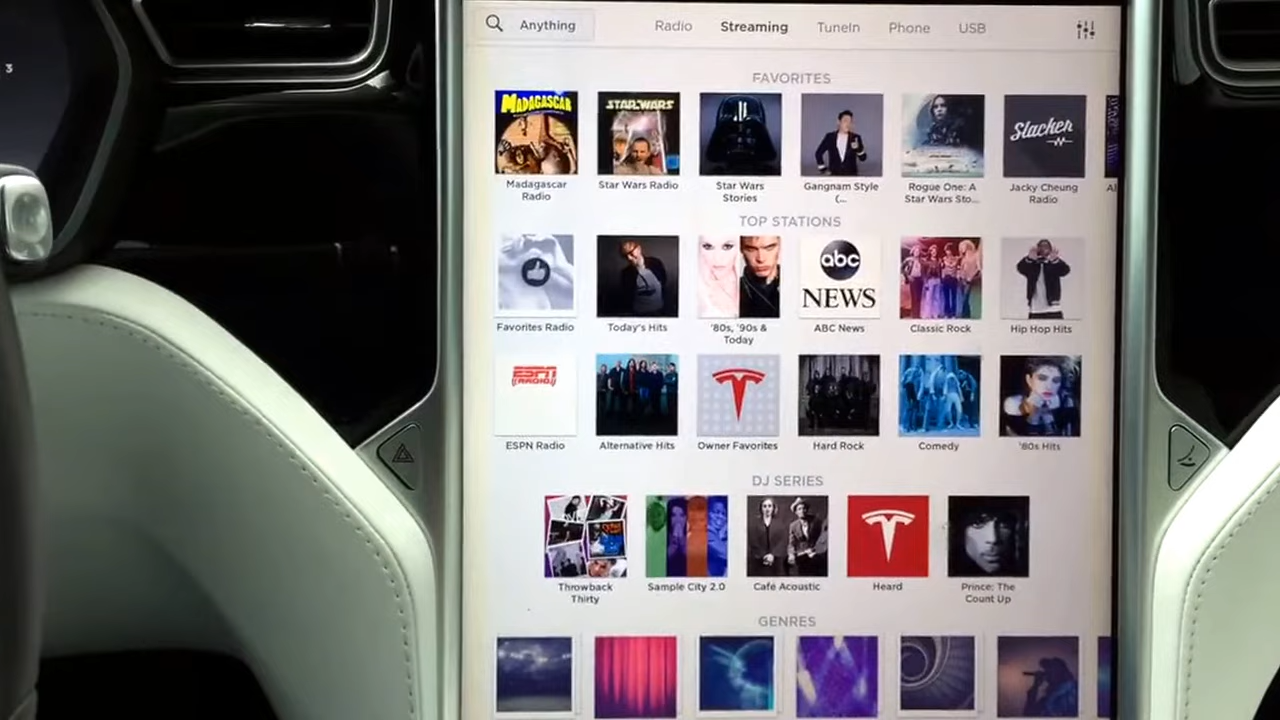 3
Anything
Radio Streaming TuneIn Phone USB
FAVORITES
MADAGASCAR
STAR WARS
Slacker
Madagascar Radio
Star Wars Radio
Star Wars Stories
Gangnam Style (...
Rogue One: A Star Wars Sto...
Jacky Cheung Radio
Al
TOP STATIONS
abc
NEWS
Favorites Radio
Today's Hits
'80s, '90s & Today
ABC News
Classic Rock
Hip Hop Hits
ESPN
RADIO
ESPN Radio
Alternative Hits
Owner Favorites
Hard Rock
Comedy
'80s Hits
DJ SERIES
Throwback Thirty
Sample City 2.0
Café Acoustic
Heard
Prince: The Count Up
GENRES